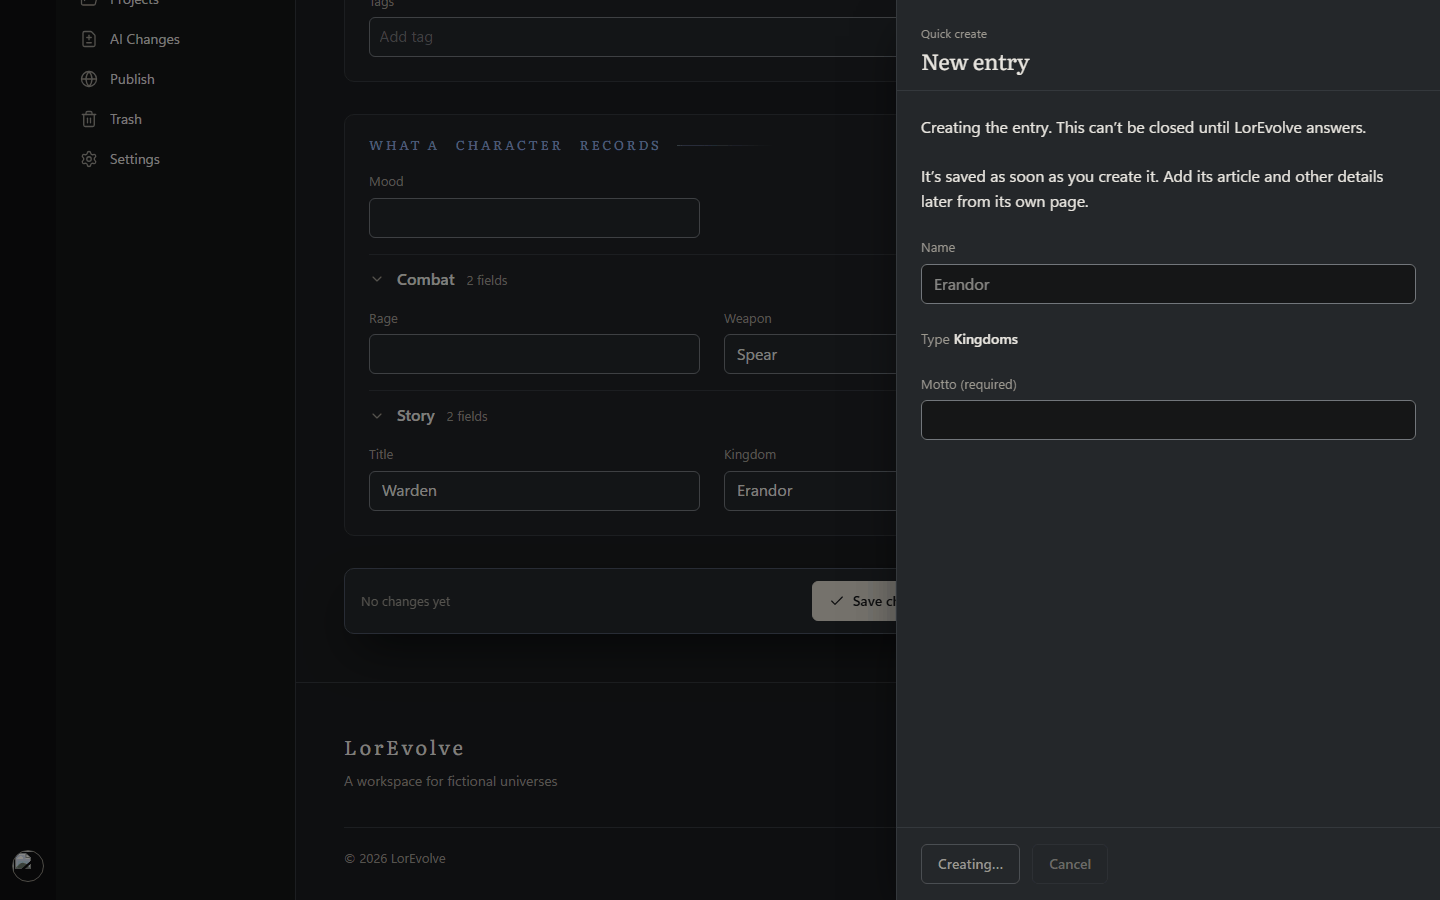 Projects
AI Changes
Publish
Trash
Settings
Tags
Add tag
WHAT A CHARACTER RECORDS
Mood
Combat 2 fields
Rage
Weapon
Spear
Story 2 fields
Title
Kingdom
Warden
Erandor
No changes yet
Save ch
LorEvolve
A workspace for fictional universes
© 2026 LorEvolve
Quick create
New entry
Creating the entry. This can’t be closed until LorEvolve answers.
It’s saved as soon as you create it. Add its article and other details
later from its own page.
Name
Erandor
Type Kingdoms
Motto (required)
Creating...
Cancel